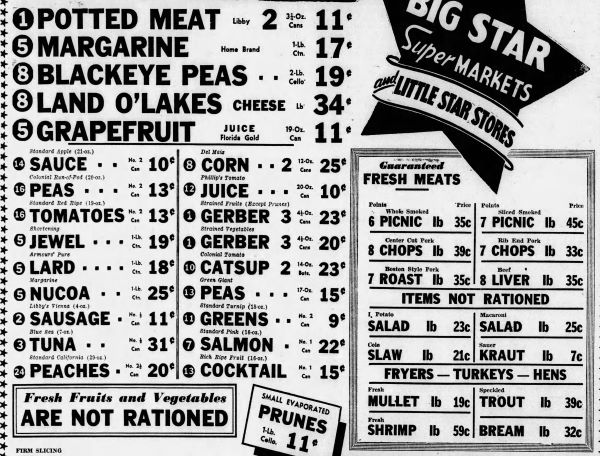 1 POTTED MEAT Libby 2 3¼-Oz. Cans 11¢
5 MARGARINE Home Brand 1-Lb. Ctn. 17¢
8 BLACKEYE PEAS 2-Lb. Cello 19¢
8 LAND O'LAKES CHEESE Lb 34¢
5 GRAPEFRUIT JUICE Florida Gold 19-Oz. Can 11¢
BIG STAR
Super MARKETS
and LITTLE STAR STORES
Standard Apple (21-oz.)
14 SAUCE No. 2 Can 10¢
Colonial Run-of-Pod (20-oz.)
16 PEAS No. 2 Can 13¢
Standard Red Ripe (19-oz.)
16 TOMATOES No. 2 Can 13¢
Shortening
5 JEWEL 1-Lb. Ctn. 19¢
Armours' Pure
5 LARD 1-Lb. Ctn. 18¢
Margarine
5 NUCOA 1-Lb. Ctn. 25¢
Libby's Vienna (4-oz.)
2 SAUSAGE No. ½ Can 11¢
Blue Sea (7-oz.)
3 TUNA No. ½ Can 31¢
Standard California (29-oz.)
24 PEACHES No. 2½ Can 20¢
Del Maiz
8 CORN 2 12-Oz. Cans 25¢
Phillip's Tomato
12 JUICE 20-Oz. Can 10¢
Strained Fruits (Except Prunes)
1 GERBER 3 4½-Oz. Cans 23¢
Strained Vegetables
1 GERBER 3 4½-Oz. Cans 20¢
Colonial Tomato
10 CATSUP 2 14-Oz. Bots. 23¢
Green Giant
13 PEAS 17-Oz. Can 15¢
Standard Turnip (18-oz.)
11 GREENS No. 2 Can 9¢
Standard Pink (16-oz.)
7 SALMON No. 1 Can 22¢
Rich Ripe Fruit (16-oz.)
13 COCKTAIL No. 1 Can 15¢
Fresh Fruits and Vegetables
ARE NOT RATIONED
SMALL EVAPORATED
PRUNES
1-Lb. Cello. 11¢
Guaranteed
FRESH MEATS
Points Price Points Price
Whole Smoked
6 PICNIC lb 35c
Sliced Smoked
7 PICNIC lb 45c
Center Cut Pork
8 CHOPS lb 39c
Rib End Pork
7 CHOPS lb 33c
Boston Style Pork
7 ROAST lb 35c
Beef
8 LIVER lb 35c
ITEMS NOT RATIONED
Potato
SALAD lb 23c
Macaroni
SALAD lb 25c
Cole
SLAW lb 21c
Sauer
KRAUT lb 7c
FRYERS — TURKEYS — HENS
Fresh
MULLET lb 19c
Speckled
TROUT lb 39c
Fresh
SHRIMP lb 59c
BREAM lb 32c
FIRM SLICING